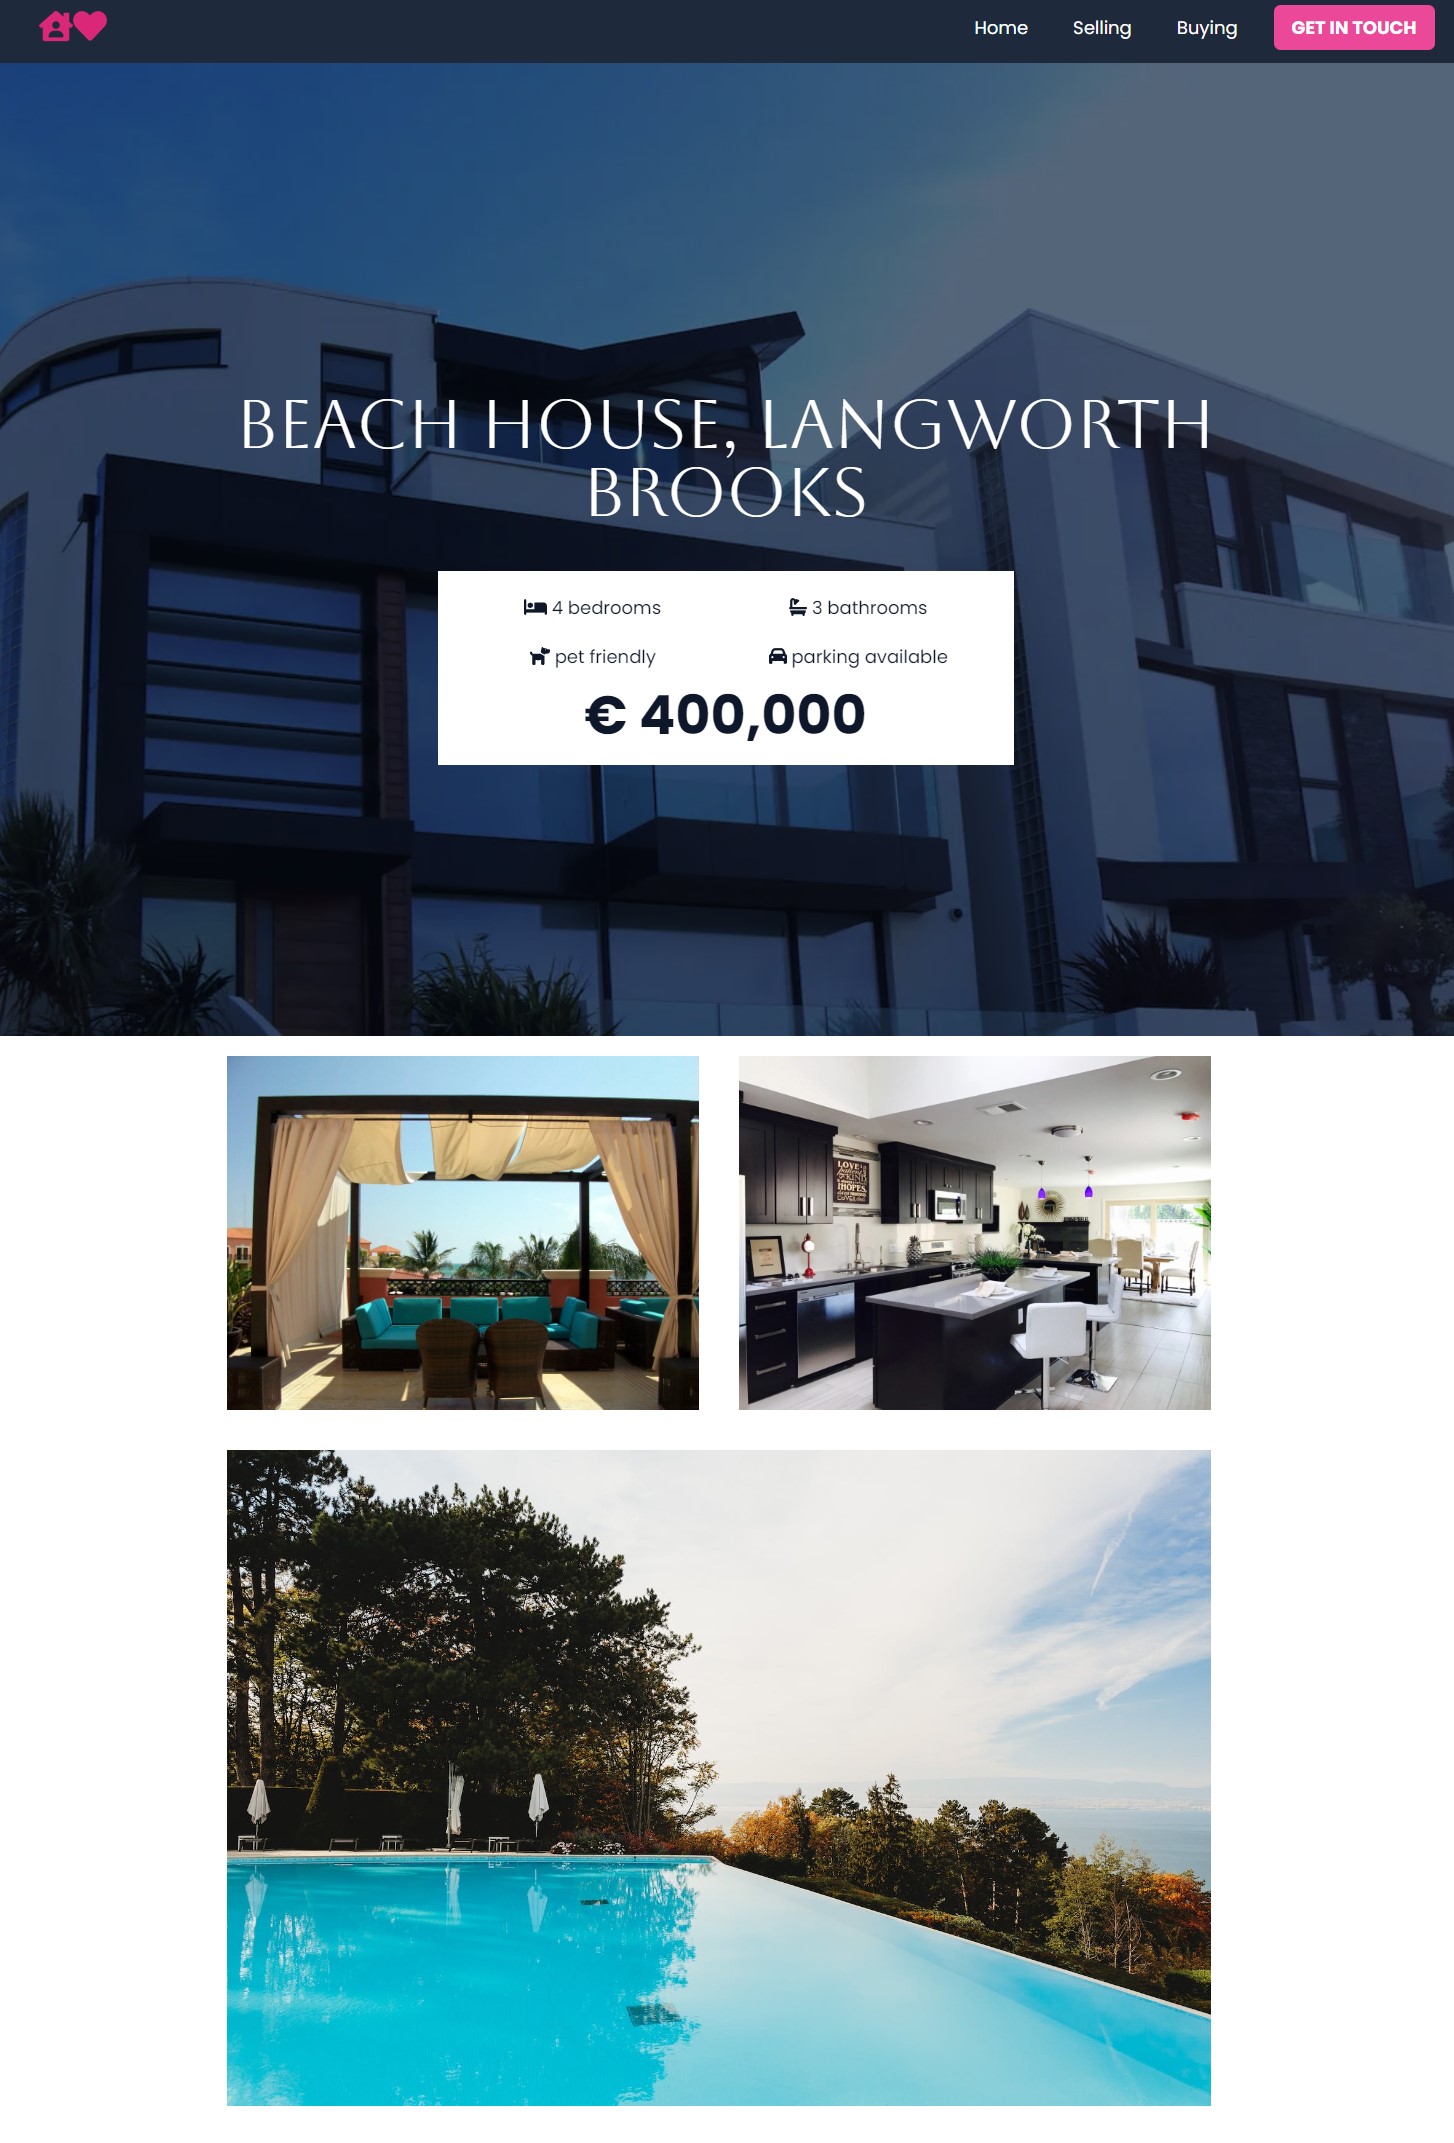 Home Selling Buying GET IN TOUCH
BEACH HOUSE, LANGWORTH
BROOKS
4 bedrooms 3 bathrooms
pet friendly parking available
€ 400,000
LOVE
KIND
HOPES